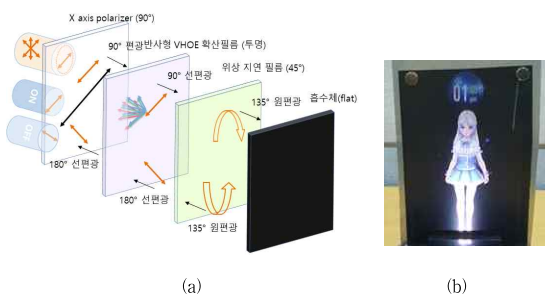 X axis polarizer (90°)
90° 편광반사형 VHOE 확산필름 (투명)
90° 선편광
위상 지연 필름 (45°)
135° 원편광
흡수제(flat)
NO
180° 선편광
180° 선편광
135° 원편광
01
(a)
(b)